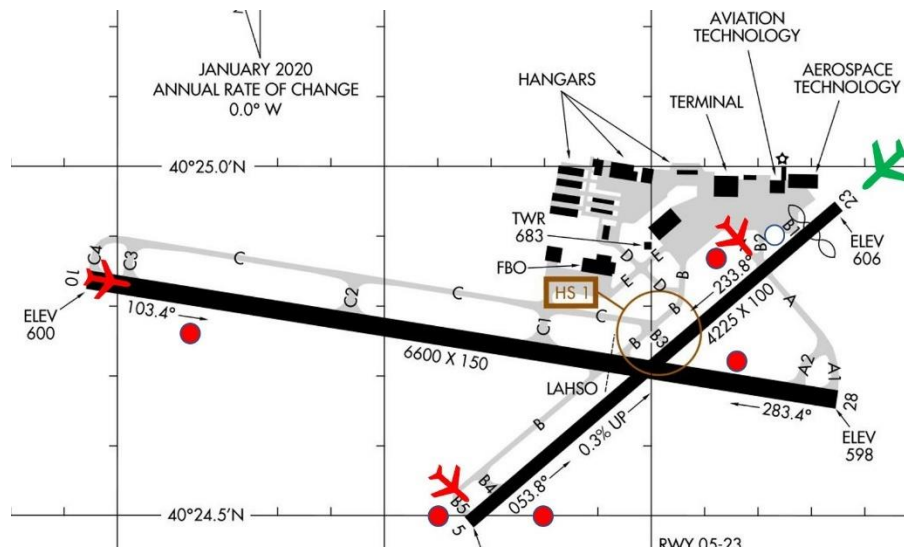 JANUARY 2020
ANNUAL RATE OF CHANGE
0.0° W
AVIATION
TECHNOLOGY
HANGARS
TERMINAL
AEROSPACE
TECHNOLOGY
40°25.0'N
TWR
683
FBO
HS 1
D
E
E
D
B
B
B
B3
B2
B1
23
ELEV
606
C4
C3
C
C2
C
C1
C
10
ELEV
600
103.4°
6600 X 150
233.8°
4225 X 100
A
A2
A1
28
LAHSO
283.4°
ELEV
598
B
0.3% UP
053.8°
B4
B5
5
40°24.5'N
RWY 05-23